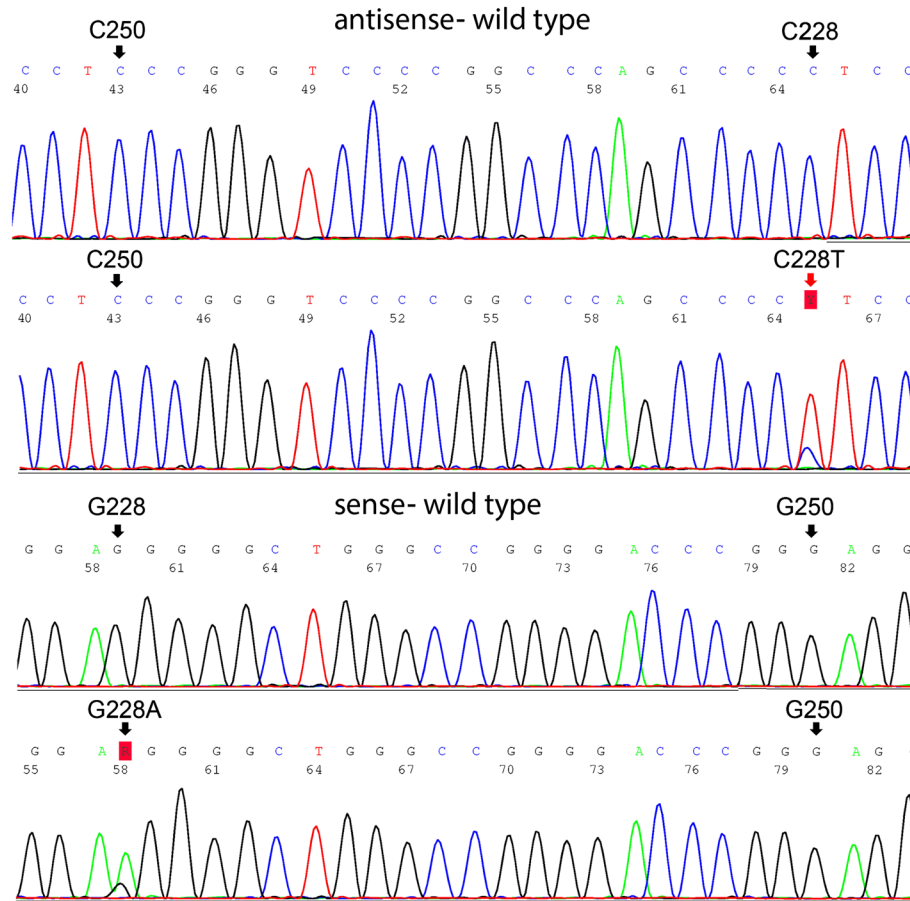 antisense- wild type
C250 C228
C C T C C C G G G T C C C C G G C C C A G C C C C C T C C
40 43 46 49 52 55 58 61 64
C250 C228T
C C T C C C G G G T C C C C G G C C C A G C C C C T C C
40 43 46 49 52 55 58 61 64 67
sense- wild type
G228 G250
G G A G G G G G C T G G G C C G G G G A C C C G G G A G G
58 61 64 67 70 73 76 79 82
G228A G250
G G A G G G G C T G G G C C G G G G A C C C G G G A G
55 58 61 64 67 70 73 76 79 82